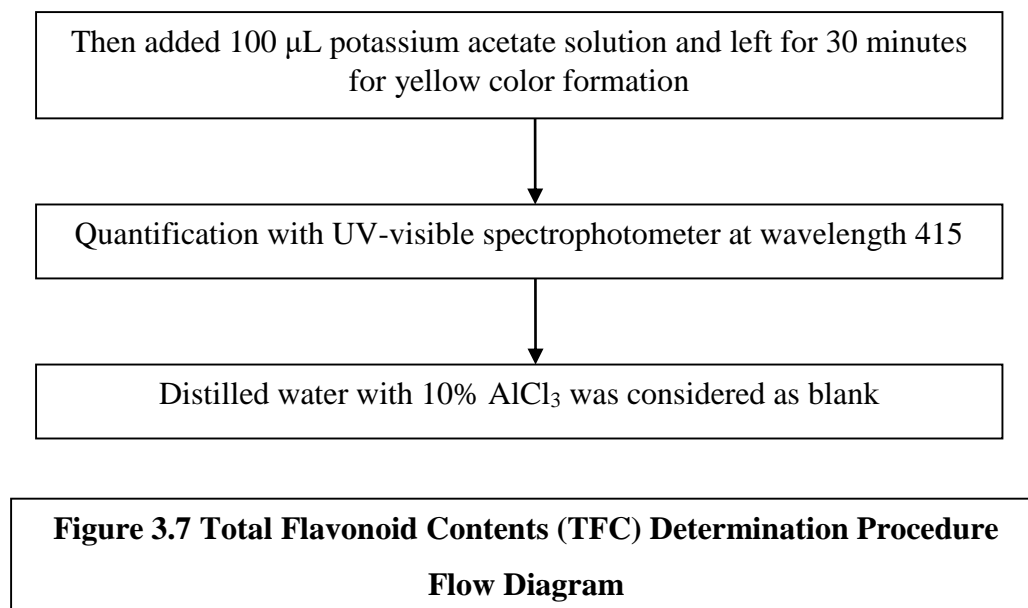 Then added 100 μL potassium acetate solution and left for 30 minutes
for yellow color formation
Quantification with UV-visible spectrophotometer at wavelength 415
Distilled water with 10% AlCl₃ was considered as blank
Figure 3.7 Total Flavonoid Contents (TFC) Determination Procedure
Flow Diagram